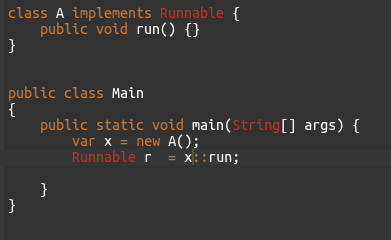 class A implements Runnable {
    public void run() {}
}
public class Main
{
    public static void main(String[] args) {
        var x = new A();
        Runnable r  = x::run;
    }
}